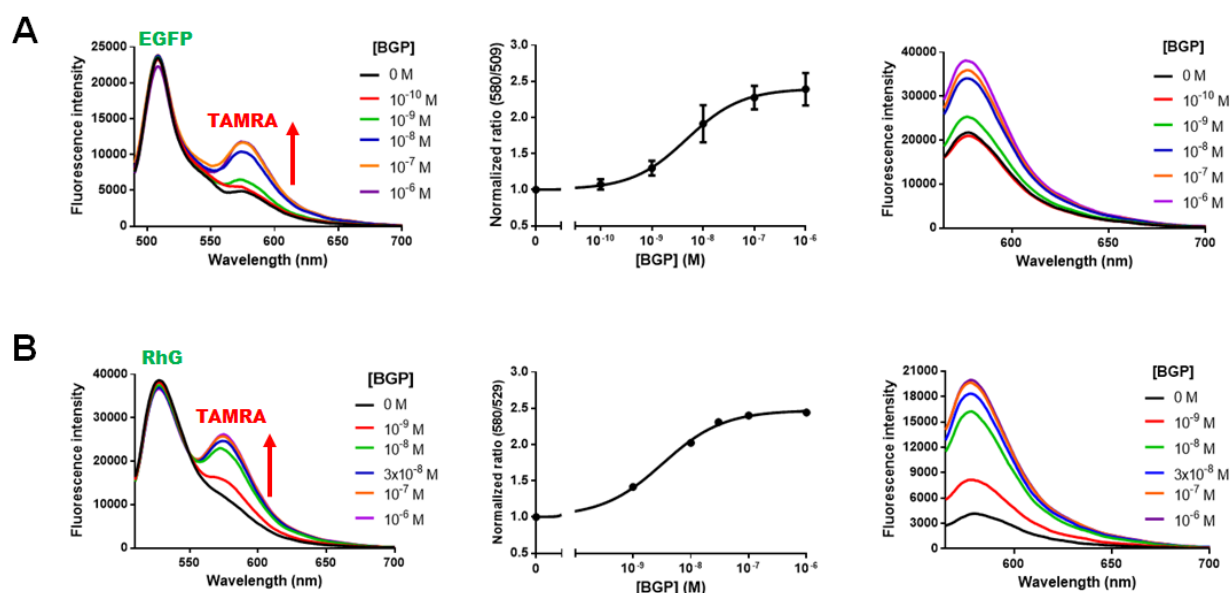 A
EGFP
TAMRA
Fluorescence intensity
25000
20000
15000
10000
5000
0
500
550
600
650
700
Wavelength (nm)
[BGP]
0 M
10⁻¹⁰ M
10⁻⁹ M
10⁻⁸ M
10⁻⁷ M
10⁻⁶ M
Normalized ratio (580/509)
3.0
2.5
2.0
1.5
1.0
0.5
0
10⁻¹⁰
10⁻⁹
10⁻⁸
10⁻⁷
10⁻⁶
[BGP] (M)
Fluorescence intensity
40000
30000
20000
10000
0
600
650
700
Wavelength (nm)
[BGP]
0 M
10⁻¹⁰ M
10⁻⁹ M
10⁻⁸ M
10⁻⁷ M
10⁻⁶ M
B
RhG
TAMRA
Fluorescence intensity
40000
30000
20000
10000
0
550
600
650
700
Wavelength (nm)
[BGP]
0 M
10⁻⁹ M
10⁻⁸ M
3x10⁻⁸ M
10⁻⁷ M
10⁻⁶ M
Normalized ratio (580/529)
3.0
2.5
2.0
1.5
1.0
0.5
0
10⁻⁹
10⁻⁸
10⁻⁷
10⁻⁶
[BGP] (M)
Fluorescence intensity
21000
18000
15000
12000
9000
6000
3000
0
600
650
700
Wavelength (nm)
[BGP]
0 M
10⁻⁹ M
10⁻⁸ M
3x10⁻⁸ M
10⁻⁷ M
10⁻⁶ M